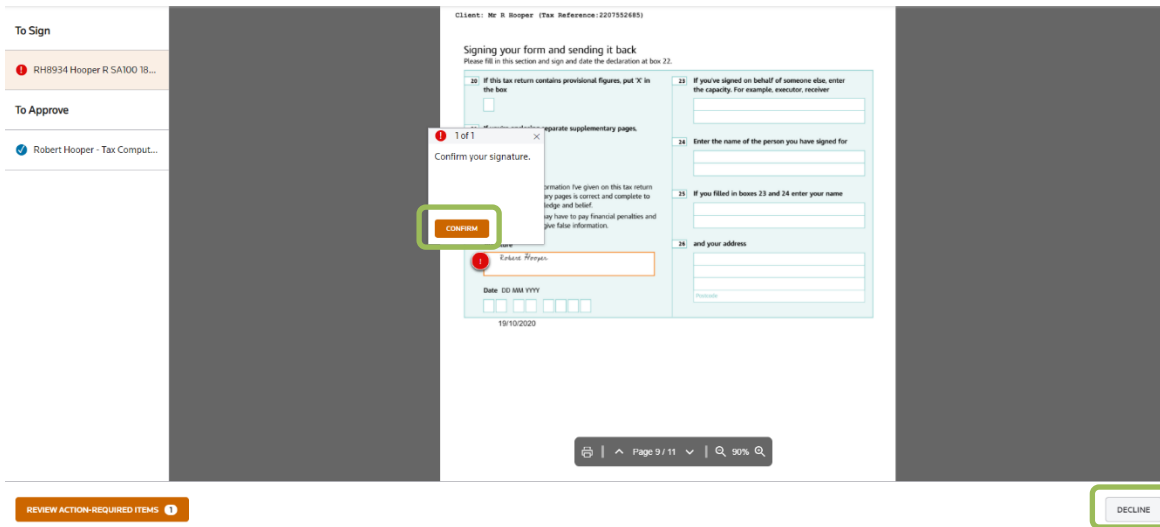 Client: Mr R Hooper (Tax Reference:2207552685)
To Sign
RH8934 Hooper R SA100 18...
To Approve
Robert Hooper - Tax Comput...
Signing your form and sending it back
Please fill in this section and sign and date the declaration at box 22.
20 If this tax return contains provisional figures, put 'X' in
the box
separate supplementary pages,
1 of 1
Confirm your signature.
CONFIRM
ormation I've given on this tax return
ry pages is correct and complete to
ledge and belief.
ay have to pay financial penalties and
give false information.
Robert Hooper
Date DD MM YYYY
19/10/2020
23 If you've signed on behalf of someone else, enter
the capacity. For example, executor, receiver
24 Enter the name of the person you have signed for
25 If you filled in boxes 23 and 24 enter your name
26 and your address
Postcode
Page 9 / 11
90%
REVIEW ACTION-REQUIRED ITEMS 1
DECLINE